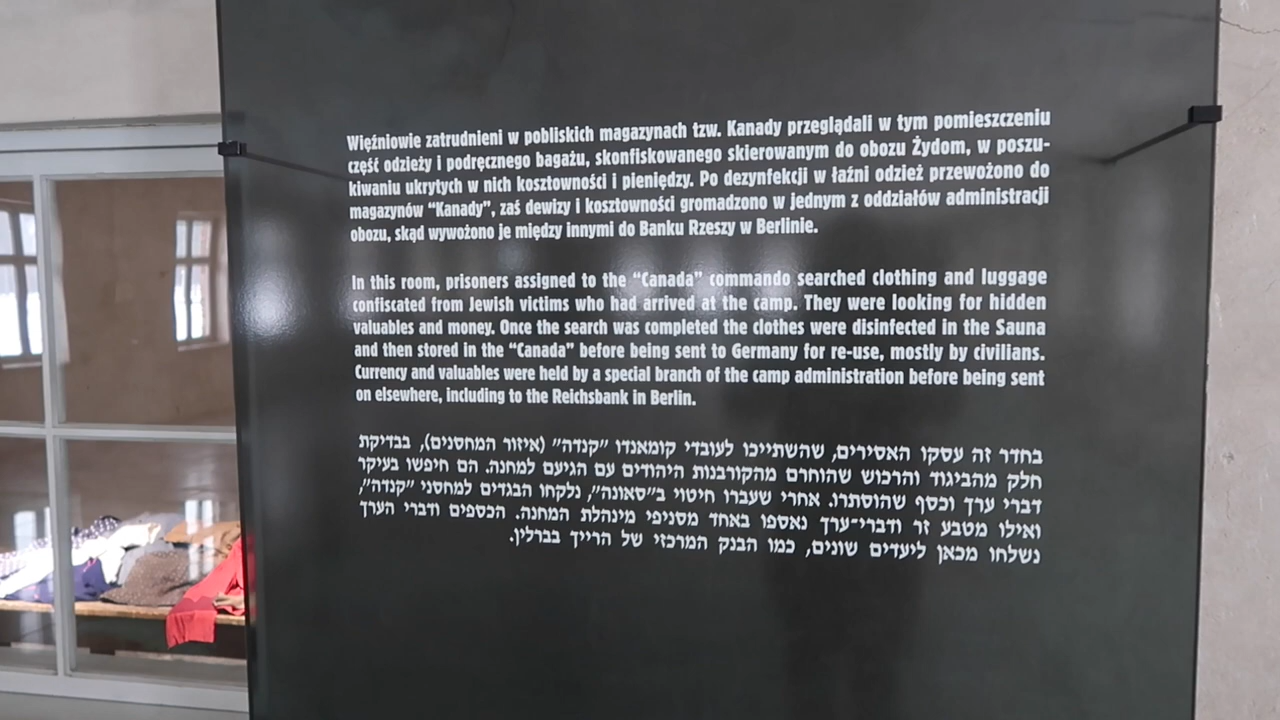 Więźniowie zatrudnieni w pobliskich magazynach tzw. Kanady przeglądali w tym pomieszczeniu
część odzieży i podręcznego bagażu, skonfiskowanego skierowanym do obozu Żydom, w poszu-
kiwaniu ukrytych w nich kosztowności i pieniędzy. Po dezynfekcji w łaźni odzież przewożono do
magazynów “Kanady”, zaś dewizy i kosztowności gromadzono w jednym z oddziałów administracji
obozu, skąd wywożono je między innymi do Banku Rzeszy w Berlinie.
In this room, prisoners assigned to the “Canada” commando searched clothing and luggage
confiscated from Jewish victims who had arrived at the camp. They were looking for hidden
valuables and money. Once the search was completed the clothes were disinfected in the Sauna
and then stored in the “Canada” before being sent to Germany for re-use, mostly by civilians.
Currency and valuables were held by a special branch of the camp administration before being sent
on elsewhere, including to the Reichsbank in Berlin.
בחדר זה עסקו האסירים, שהשתייכו לעובדי קומאנדו ״קנדה״ (איזור המחסנים), בבדיקת
חלק מהביגוד והרכוש שהוחרם מהקורבנות היהודים עם הגיעם למחנה. הם חיפשו בעיקר
דברי ערך וכסף שהוסתרו. אחרי שעברו חיטוי ב״סאונה״, נלקחו הבגדים למחסני ״קנדה״,
ואילו מטבע זר ודברי־ערך נאספו באחד מסניפי מינהלת המחנה. הכספים ודברי הערך
נשלחו מכאן ליעדים שונים, כמו הבנק המרכזי של הרייך בברלין.